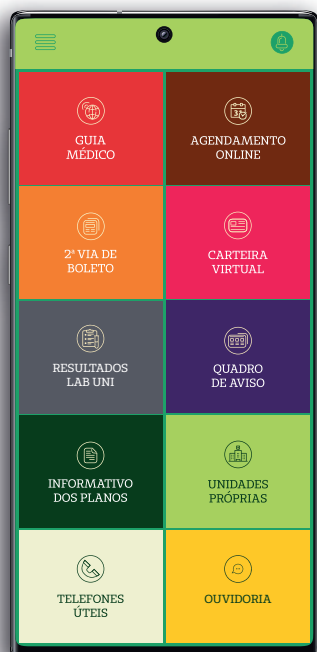 GUIA
MÉDICO
AGENDAMENTO
ONLINE
2ª VIA DE
BOLETO
CARTEIRA
VIRTUAL
RESULTADOS
LAB UNI
QUADRO
DE AVISO
INFORMATIVO
DOS PLANOS
UNIDADES
PRÓPRIAS
TELEFONES
ÚTEIS
OUVIDORIA